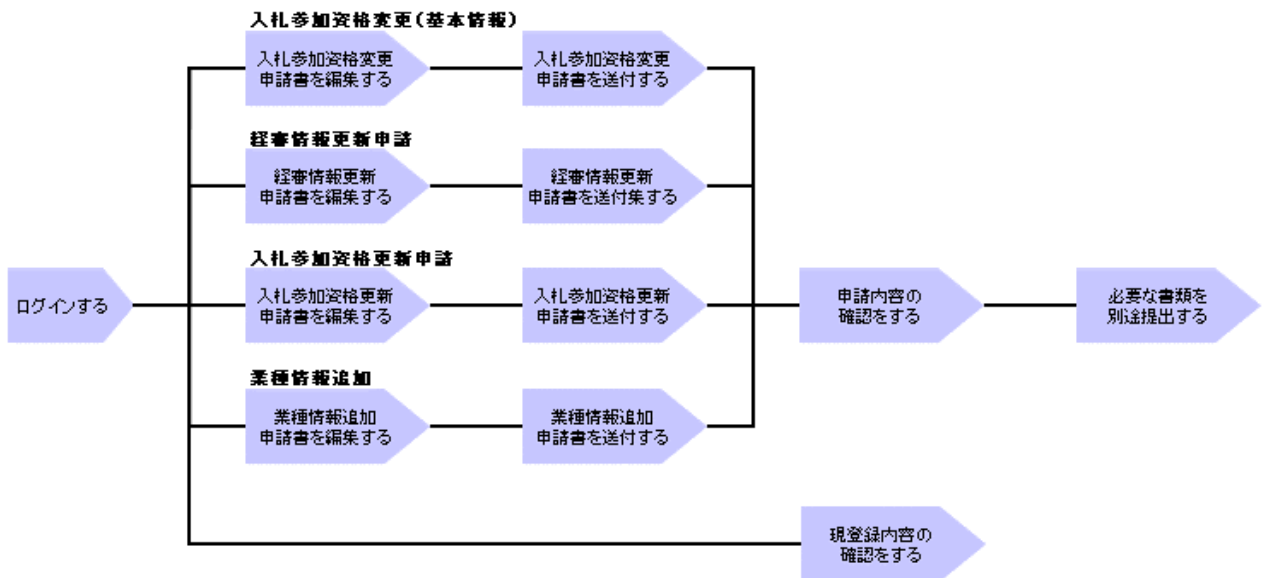 入札参加資格変更(基本情報)
入札参加資格変更
申請書を編集する
入札参加資格変更
申請書を送付する
経審情報更新申請
経審情報更新
申請書を編集する
経審情報更新
申請書を送付集する
入札参加資格更新申請
ログインする
入札参加資格更新
申請書を編集する
入札参加資格更新
申請書を送付する
申請内容の
確認をする
必要な書類を
別途提出する
業種情報追加
業種情報追加
申請書を編集する
業種情報追加
申請書を送付する
現登録内容の
確認をする